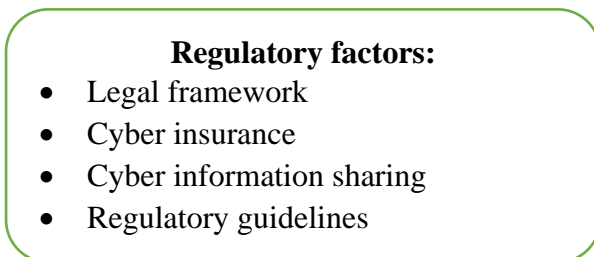 Regulatory factors:
• Legal framework
• Cyber insurance
• Cyber information sharing
• Regulatory guidelines